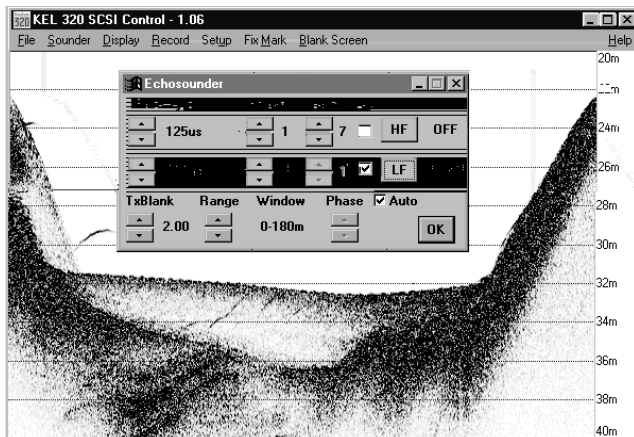 320 KEL 320 SCSI Control - 1.06
File Sounder Display Record Setup Fix Mark Blank Screen Help
20m
Echosounder
125us 1 7 HF OFF
24m
26m
LF
TxBlank Range Window Phase Auto
28m
2.00 0-180m OK
30m
32m
34m
36m
38m
40m